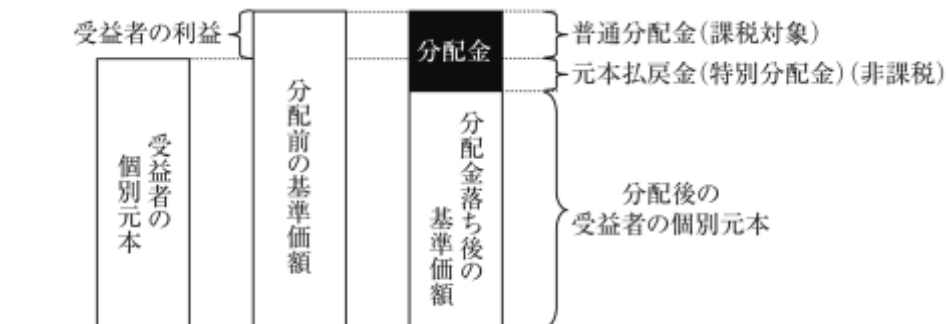 受益者の利益
分配金
普通分配金(課税対象)
元本払戻金(特別分配金)(非課税)
受益者の
個別元本
分配前の基準価額
分配金落ち後の
基準価額
分配後の
受益者の個別元本